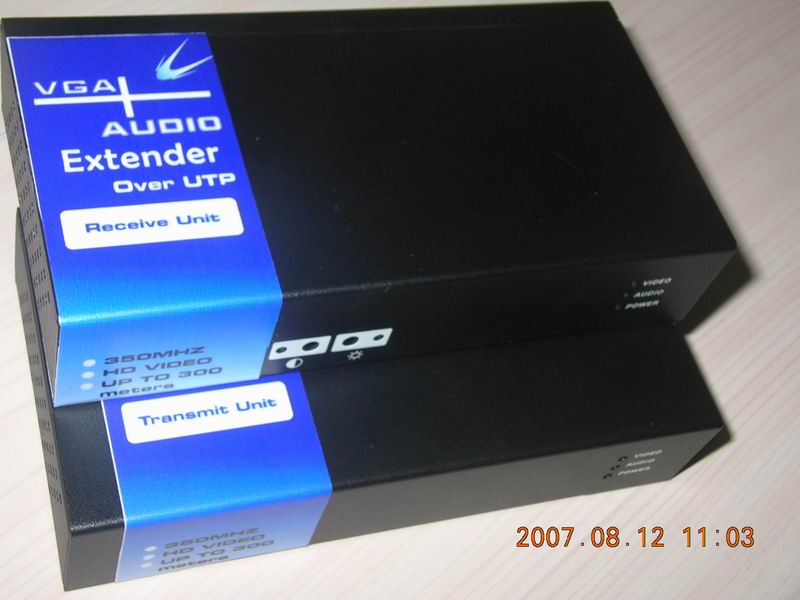 VGA
AUDIO
Extender
Over UTP
Receive Unit
350MHZ
HD VIDEO
UP TO 300
meters
VIDEO
AUDIO
POWER
Transmit Unit
350MHZ
HD VIDEO
UP TO 300
meters
VIDEO
AUDIO
POWER
2007.08.12 11:03